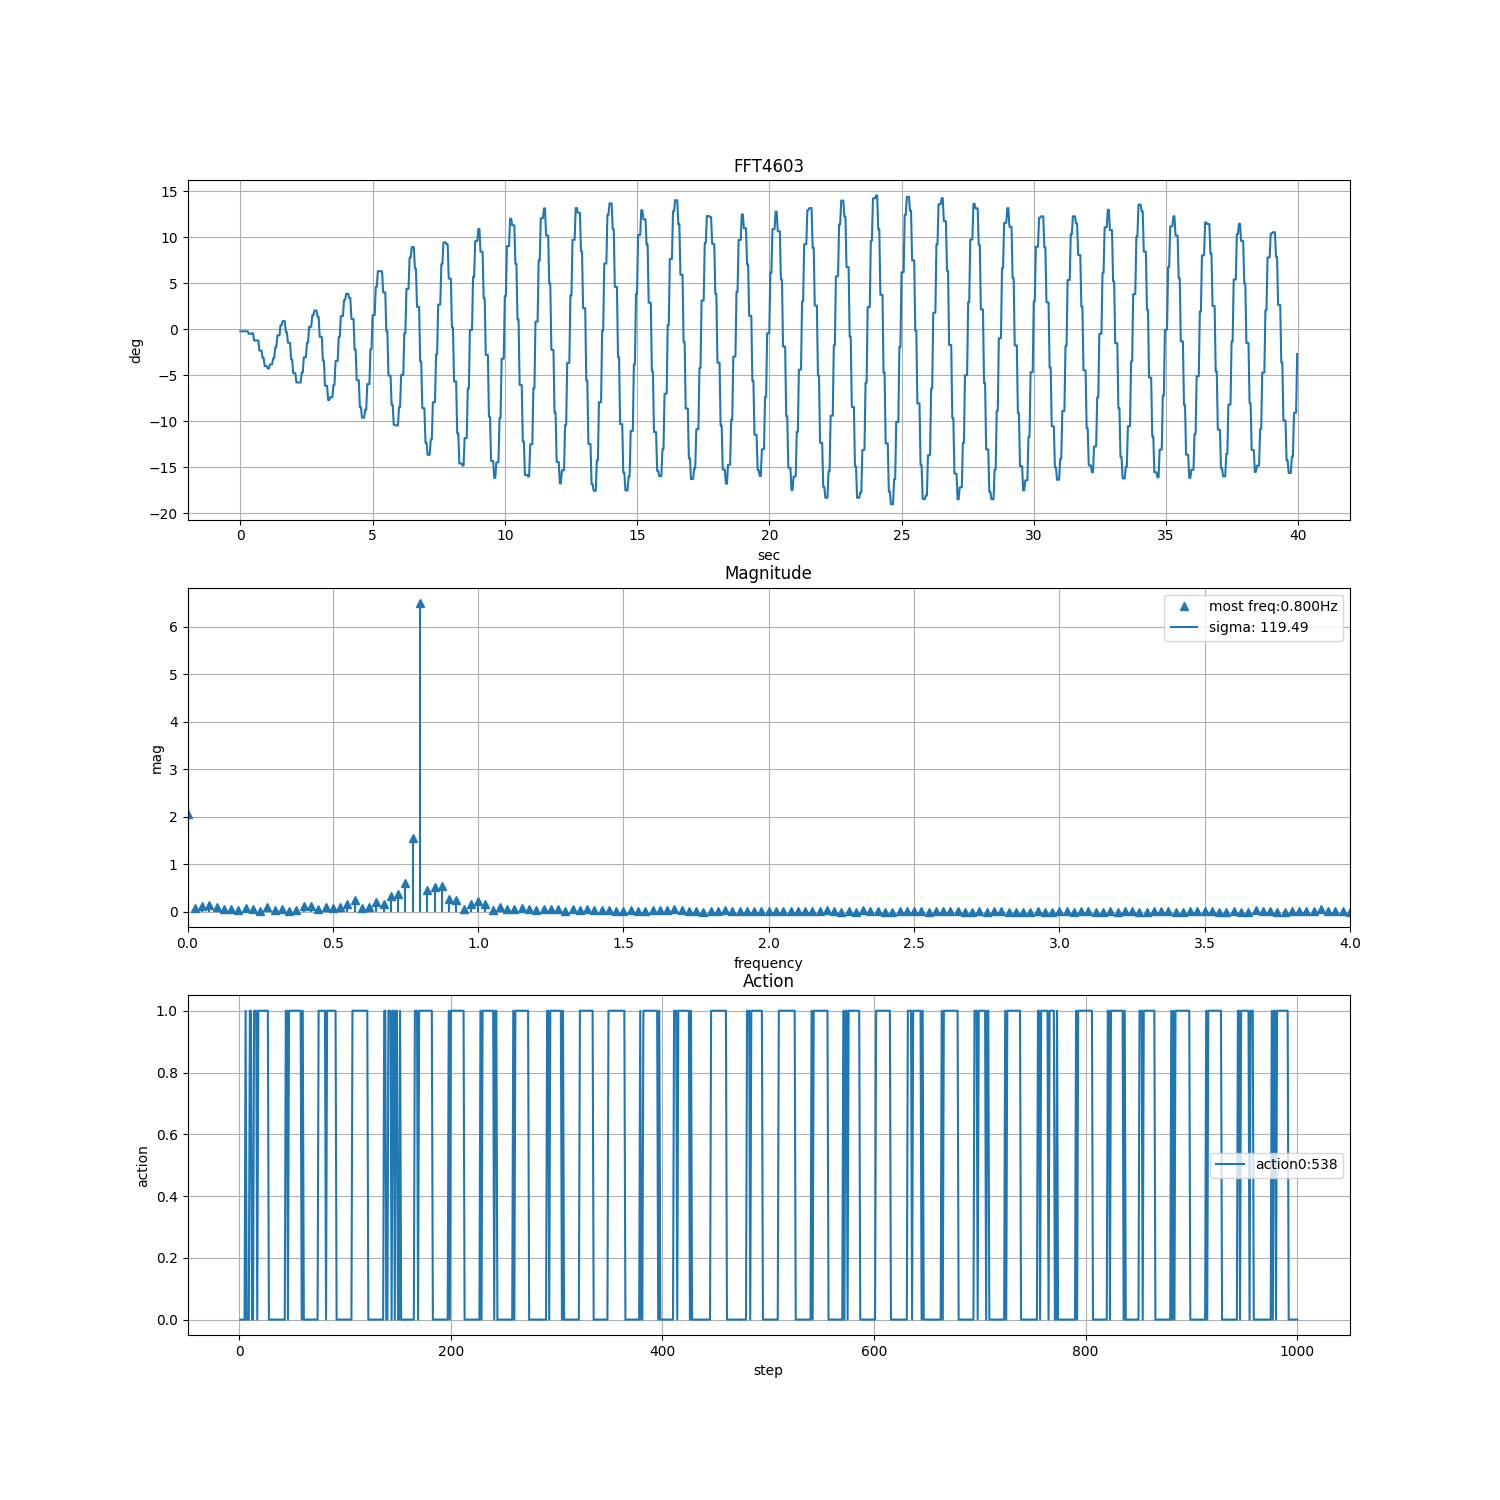 FFT4603
15
10
5
0
−5
−10
−15
−20
deg
0 5 10 15 20 25 30 35 40
sec
Magnitude
most freq:0.800Hz
sigma: 119.49
6
5
4
3
2
1
0
mag
0.0 0.5 1.0 1.5 2.0 2.5 3.0 3.5 4.0
frequency
Action
1.0
0.8
0.6
0.4
0.2
0.0
action
action0:538
0 200 400 600 800 1000
step